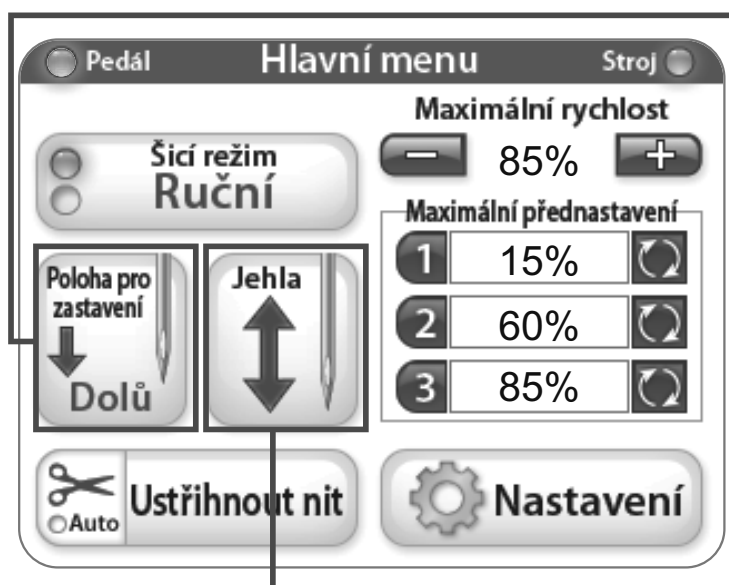 Pedál
Hlavní menu
Stroj
Maximální rychlost
85%
Šicí režim
Ruční
Maximální přednastavení
1 15%
2 60%
3 85%
Poloha pro
zastavení
Dolů
Jehla
Auto
Ustřihnout nit
Nastavení